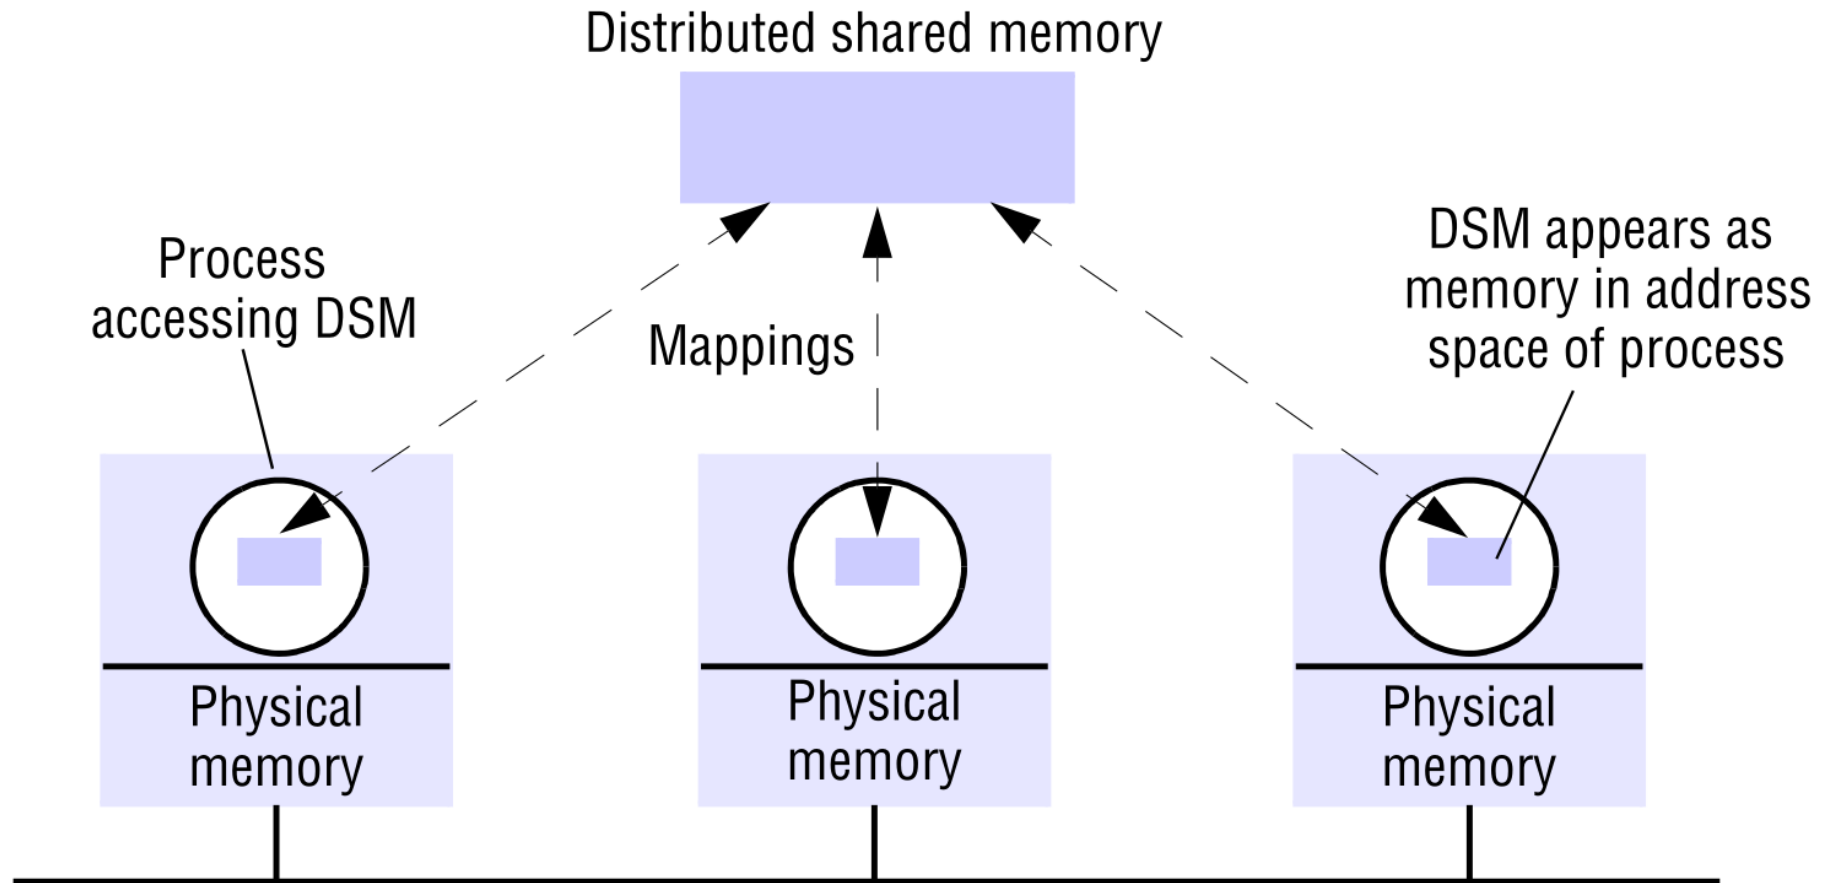 Distributed shared memory
Process
accessing DSM
Mappings
DSM appears as
memory in address
space of process
Physical
memory
Physical
memory
Physical
memory